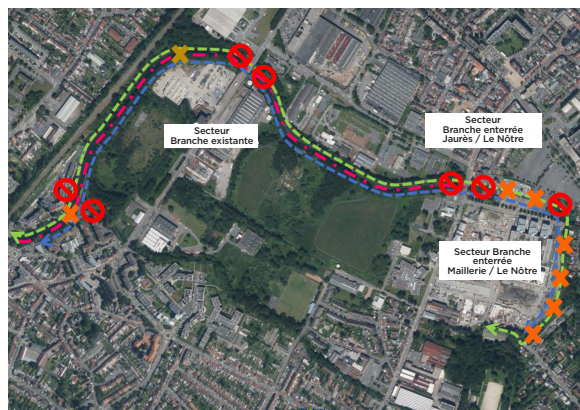 Secteur
Branche existante
Secteur
Branche enterrée
Jaurès / Le Nôtre
Secteur Branche
enterrée
Maillerie / Le Nôtre